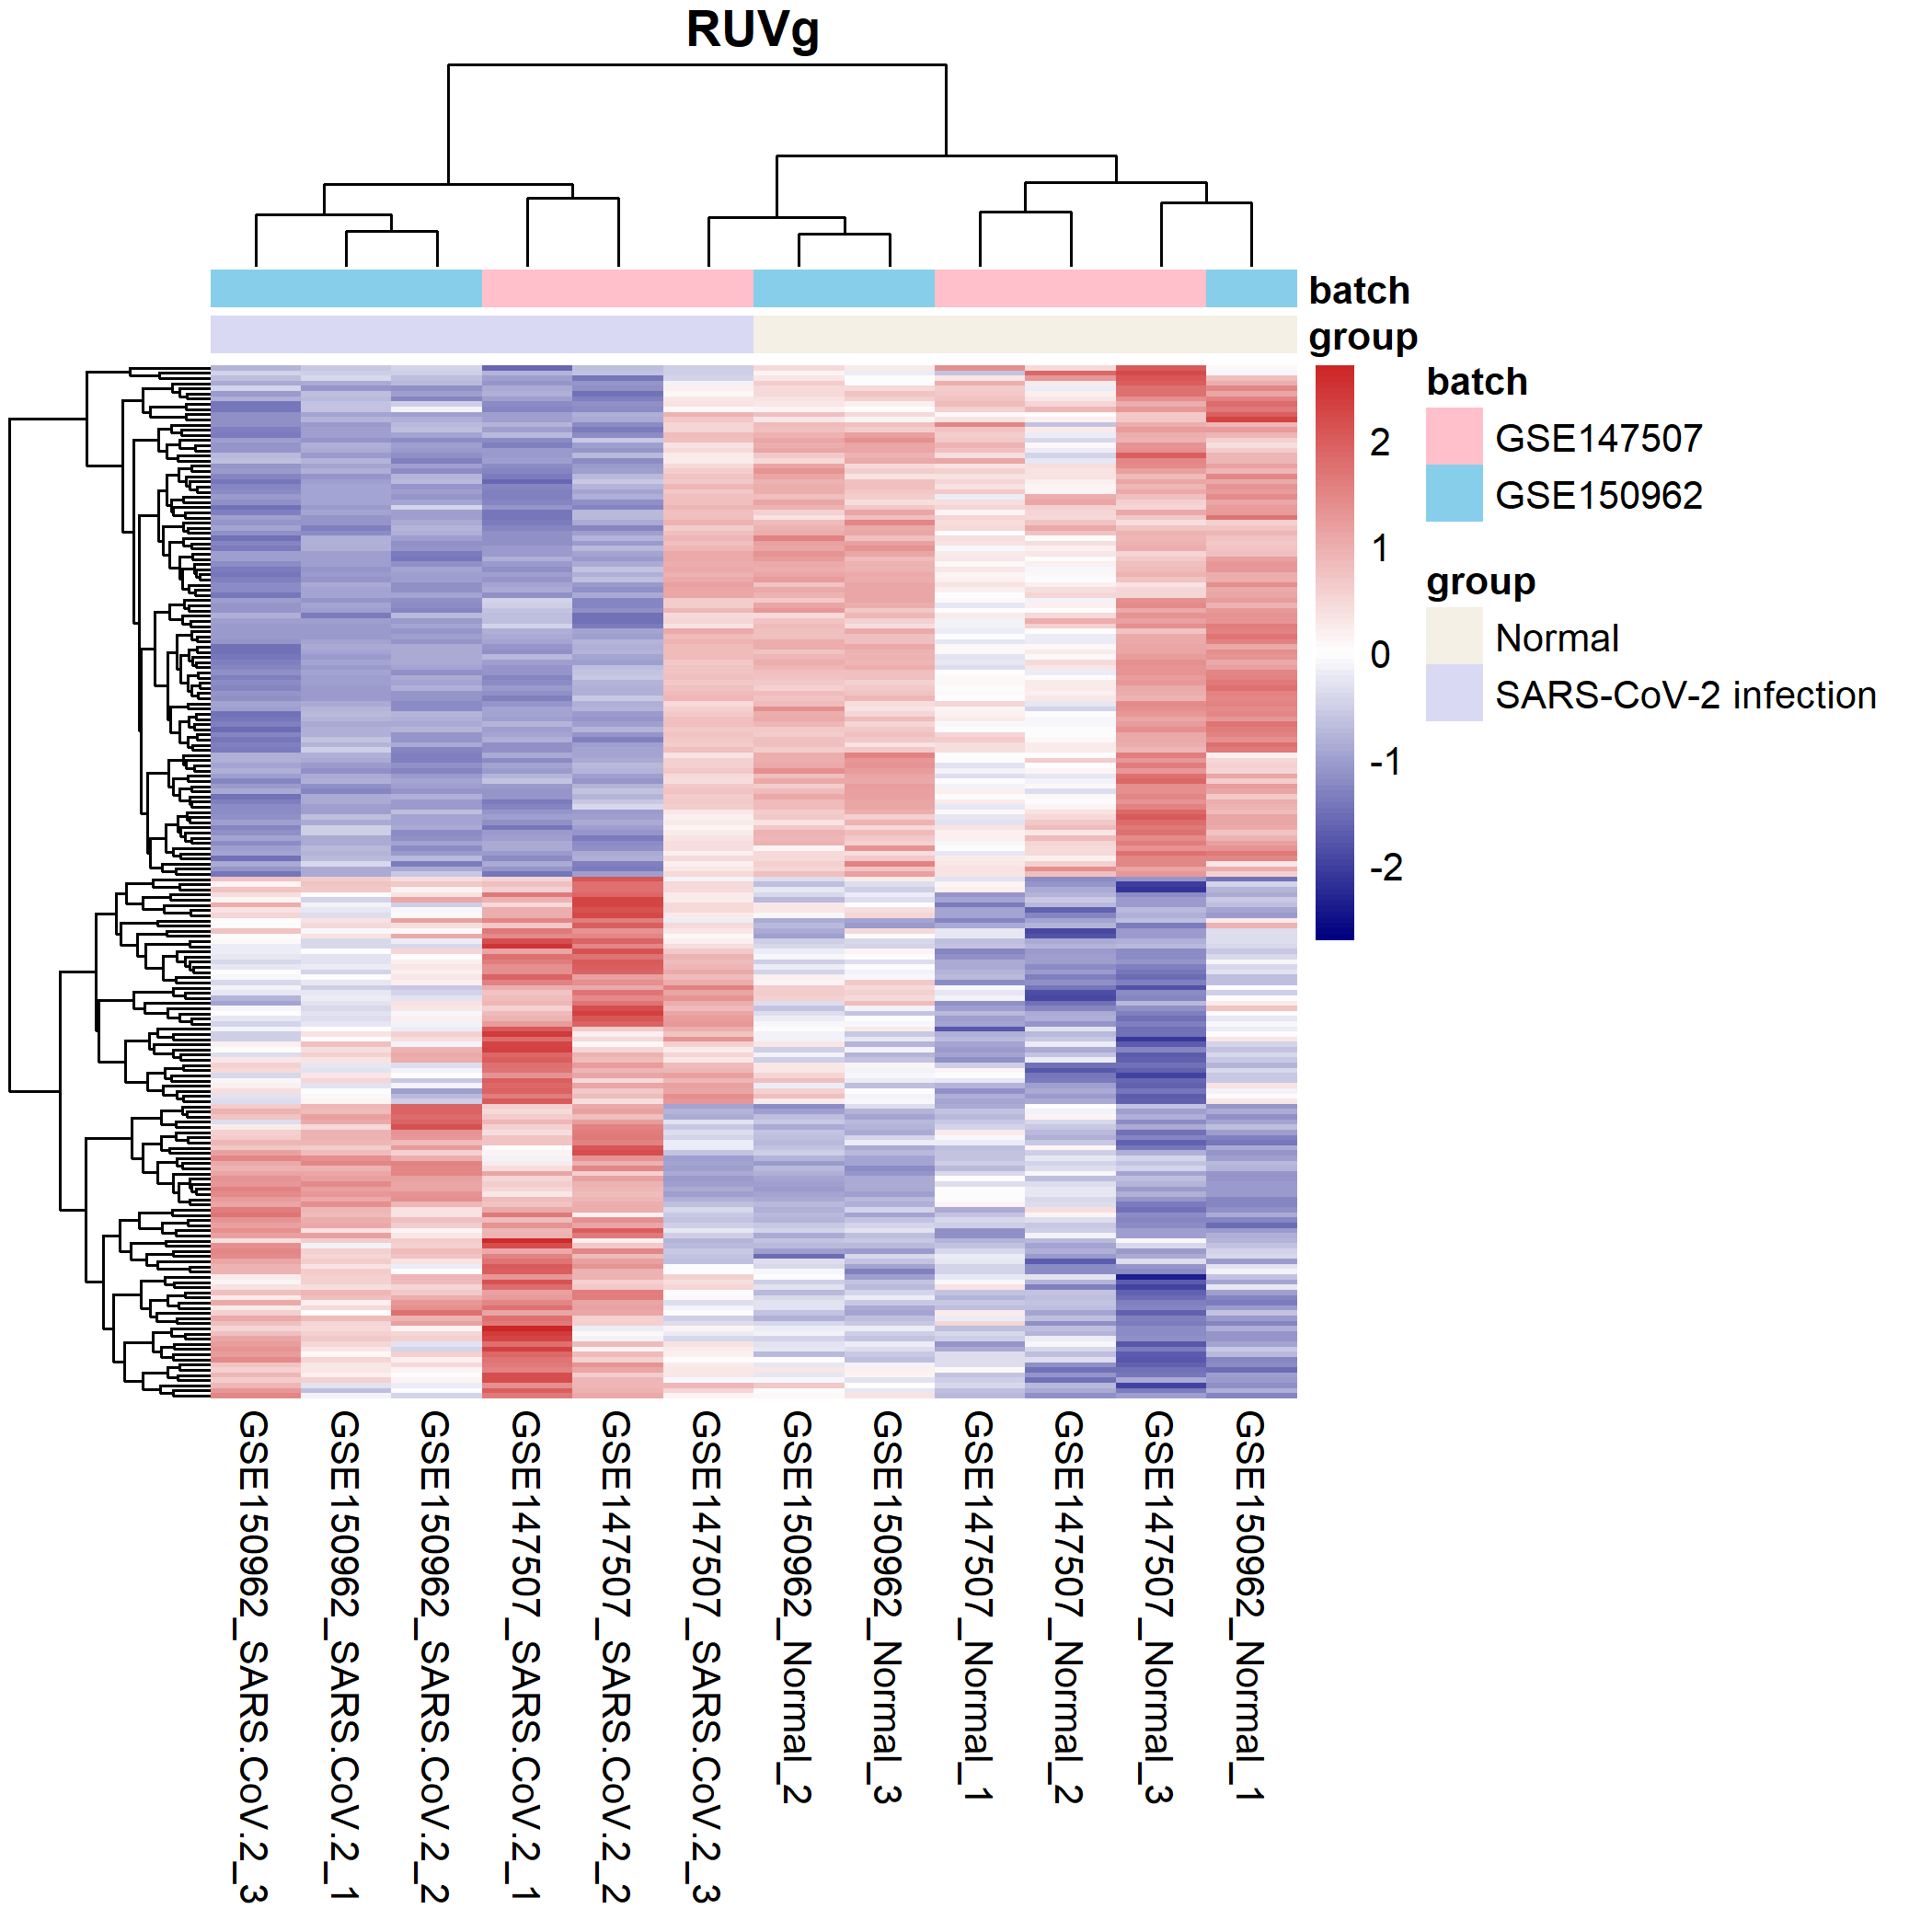 RUVg
batch
group
2
1
0
-1
-2
batch
GSE147507
GSE150962
group
Normal
SARS-CoV-2 infection
GSE150962_SARS.CoV.2_3
GSE150962_SARS.CoV.2_1
GSE150962_SARS.CoV.2_2
GSE147507_SARS.CoV.2_1
GSE147507_SARS.CoV.2_2
GSE147507_SARS.CoV.2_3
GSE150962_Normal_2
GSE150962_Normal_3
GSE147507_Normal_1
GSE147507_Normal_2
GSE147507_Normal_3
GSE150962_Normal_1